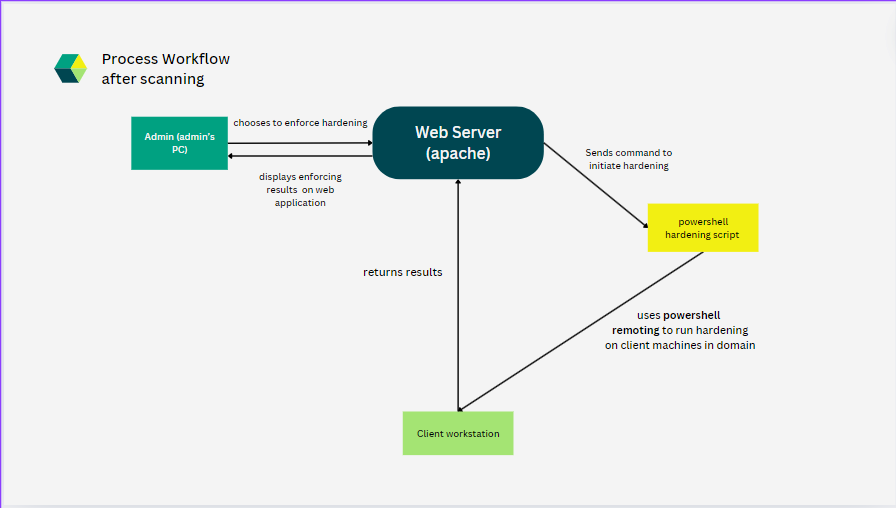 Process Workflow
after scanning
Admin (admin's
PC)
chooses to enforce hardening
Web Server
(apache)
displays enforcing
results on web
application
Sends command to
initiate hardening
powershell
hardening script
returns results
uses powershell
remoting to run hardening
on client machines in domain
Client workstation